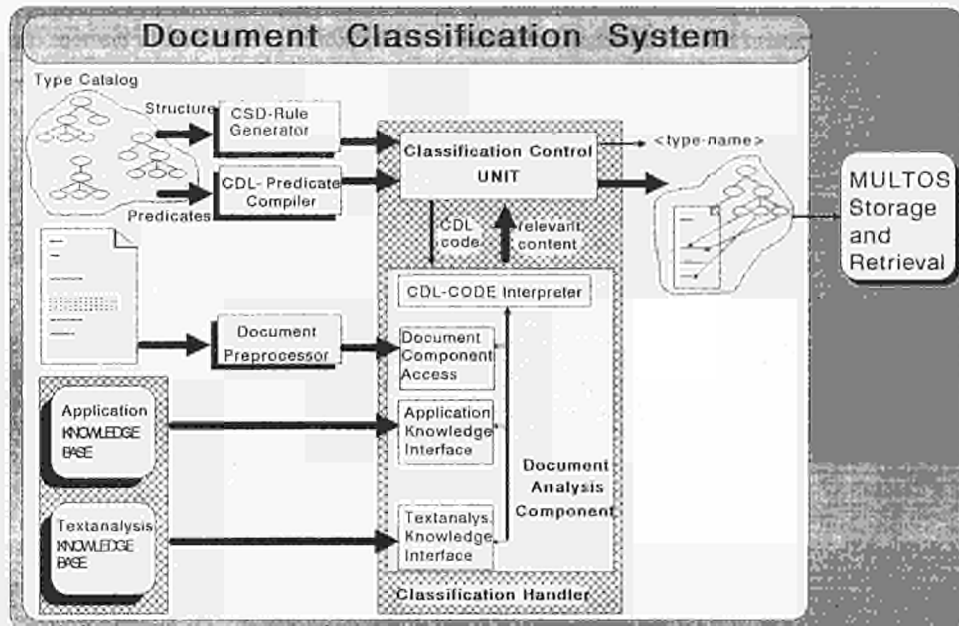 Document Classification System
Type Catalog
Structure
CSD-Rule
Generator
Classification Control
UNIT
<type-name>
CDL-Predicate
Compiler
Predicates
MULTOS
Storage
and
Retrieval
CDL
code
relevant
content
CDL-CODE Interpreter
Document
Preprocessor
Document
Component
Access
Application
KNOWLEDGE
BASE
Application
Knowledge
Interface
Document
Analysis
Component
Textanalysis
KNOWLEDGE
BASE
Textanalys.
Knowledge
Interface
Classification Handler